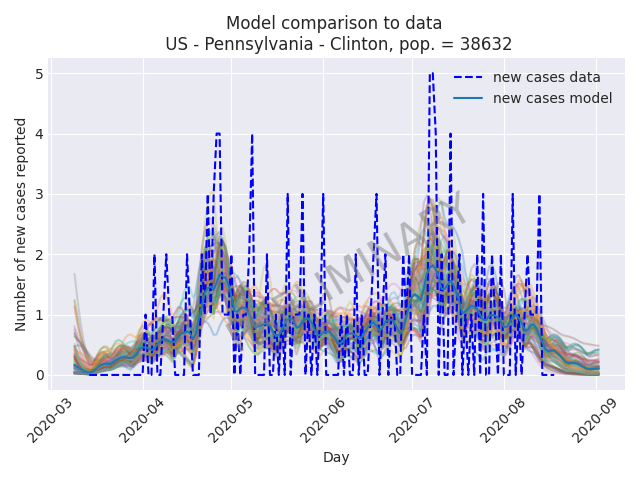 Model comparison to data
US - Pennsylvania - Clinton, pop. = 38632
Number of new cases reported
5
4
3
2
1
0
new cases data
new cases model
PRELIMINARY
2020-03
2020-04
2020-05
2020-06
2020-07
2020-08
2020-09
Day